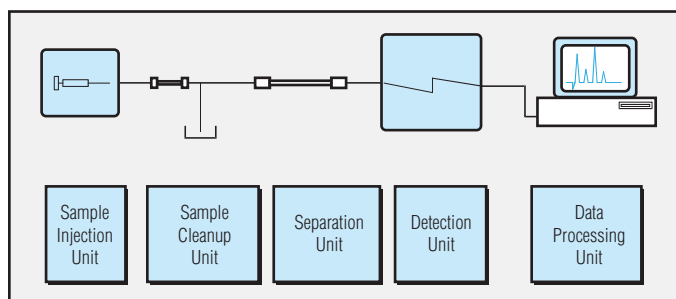 Sample
Injection
Unit
Sample
Cleanup
Unit
Separation
Unit
Detection
Unit
Data
Processing
Unit